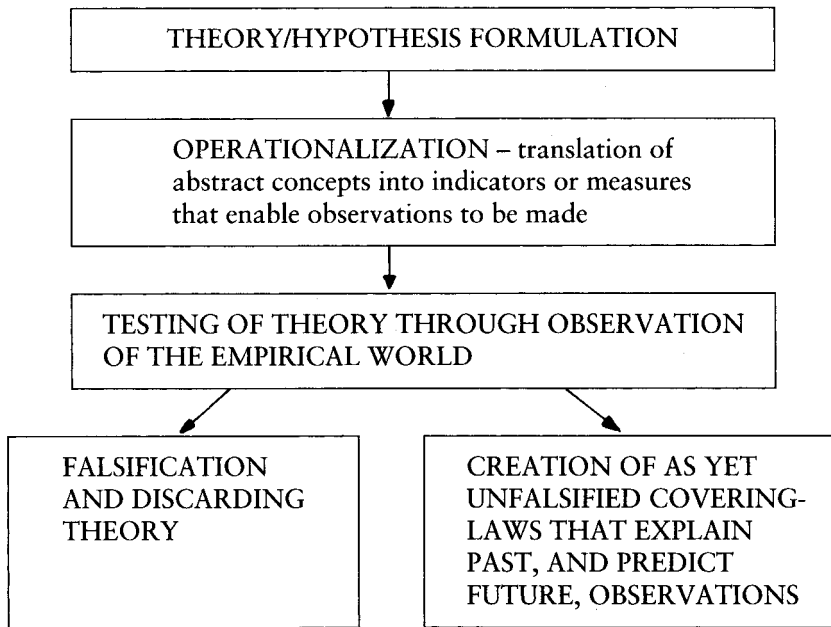 THEORY/HYPOTHESIS FORMULATION
OPERATIONALIZATION – translation of
abstract concepts into indicators or measures
that enable observations to be made
TESTING OF THEORY THROUGH OBSERVATION
OF THE EMPIRICAL WORLD
FALSIFICATION
AND DISCARDING
THEORY
CREATION OF AS YET
UNFALSIFIED COVERING-
LAWS THAT EXPLAIN
PAST, AND PREDICT
FUTURE, OBSERVATIONS